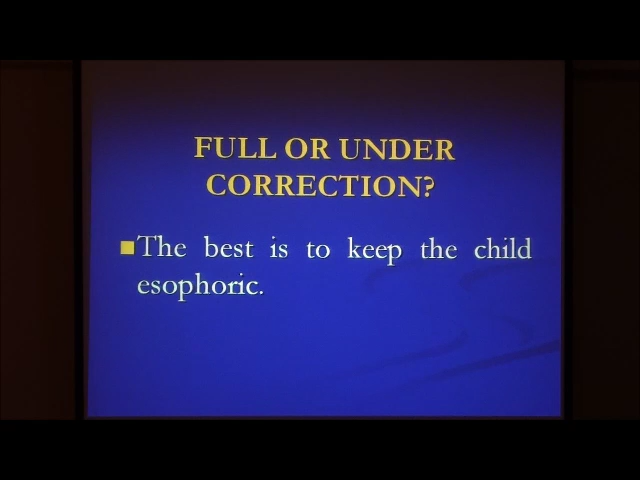 FULL OR UNDER
CORRECTION?
The best is to keep the child
esophoric.